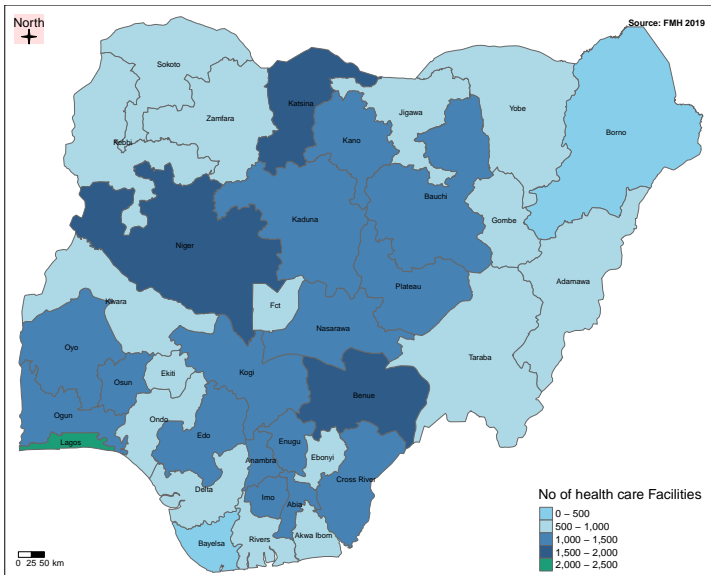 North
Source: FMH 2019
Sokoto
Katsina
Zamfara
Jigawa
Yobe
Kebbi
Kano
Borno
Bauchi
Kaduna
Gombe
Niger
Adamawa
Plateau
Kwara
Fct
Nasarawa
Oyo
Taraba
Ekiti
Kogi
Osun
Benue
Ogun
Ondo
Edo
Enugu
Lagos
Ebonyi
Anambra
Cross River
Delta
Imo
Abia
Akwa Ibom
Bayelsa
Rivers
No of health care Facilities
0 – 500
500 – 1,000
1,000 – 1,500
1,500 – 2,000
2,000 – 2,500
0 25 50 km